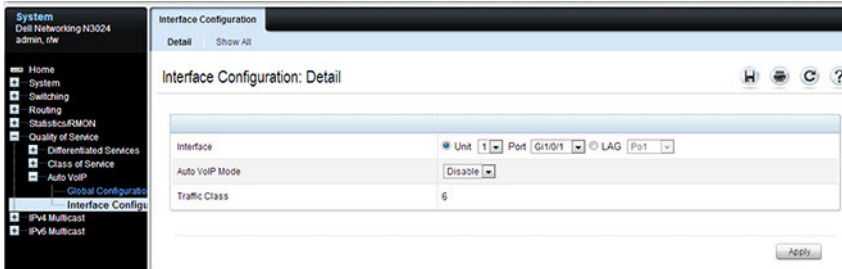 System
Dell Networking N3024
admin, r/w
Home
System
Switching
Routing
Statistics/RMON
Quality of Service
Differentiated Services
Class of Service
Auto VoIP
Global Configuratio
Interface Configu
IPv4 Multicast
IPv6 Multicast
Interface Configuration
Detail Show All
Interface Configuration: Detail
Interface Unit 1 Port Gi1/0/1 LAG Po1
Auto VoIP Mode Disable
Traffic Class 6
Apply